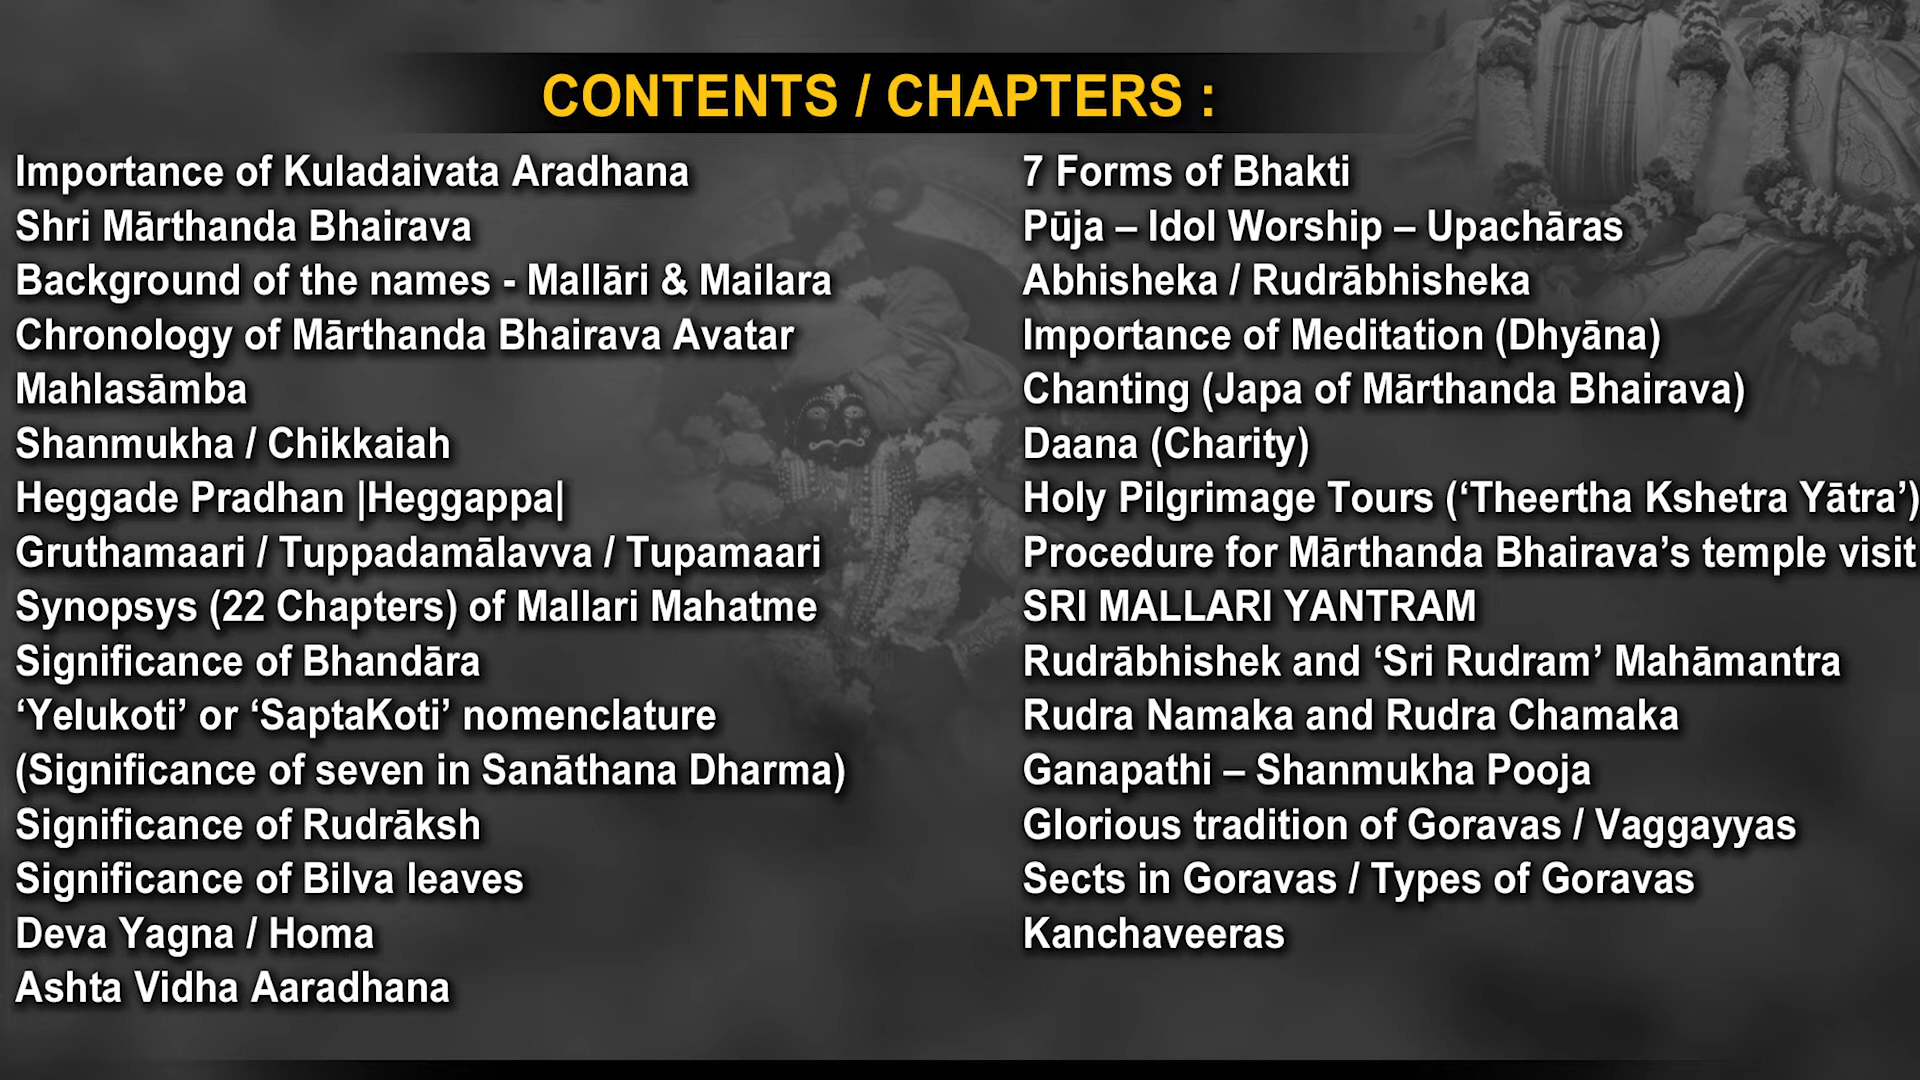 CONTENTS / CHAPTERS :
Importance of Kuladaivata Aradhana
Shri Mārthanda Bhairava
Background of the names - Mallāri & Mailara
Chronology of Mārthanda Bhairava Avatar
Mahlasāmba
Shanmukha / Chikkaiah
Heggade Pradhan |Heggappa|
Gruthamaari / Tuppadamālavva / Tupamaari
Synopsys (22 Chapters) of Mallari Mahatme
Significance of Bhandāra
‘Yelukoti’ or ‘SaptaKoti’ nomenclature
(Significance of seven in Sanāthana Dharma)
Significance of Rudrāksh
Significance of Bilva leaves
Deva Yagna / Homa
Ashta Vidha Aaradhana
7 Forms of Bhakti
Pūja – Idol Worship – Upachāras
Abhisheka / Rudrābhisheka
Importance of Meditation (Dhyāna)
Chanting (Japa of Mārthanda Bhairava)
Daana (Charity)
Holy Pilgrimage Tours (‘Theertha Kshetra Yātra’)
Procedure for Mārthanda Bhairava’s temple visit
SRI MALLARI YANTRAM
Rudrābhishek and ‘Sri Rudram’ Mahāmantra
Rudra Namaka and Rudra Chamaka
Ganapathi – Shanmukha Pooja
Glorious tradition of Goravas / Vaggayyas
Sects in Goravas / Types of Goravas
Kanchaveeras